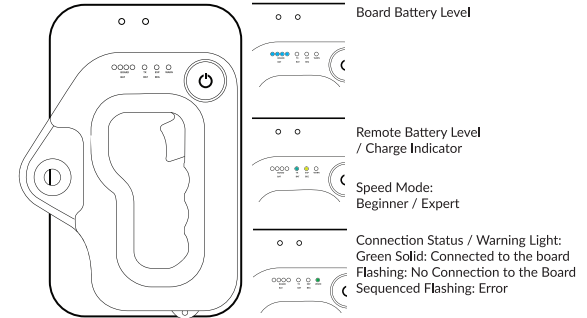 Board Battery Level
Remote Battery Level
/ Charge Indicator
Speed Mode:
Beginner / Expert
Connection Status / Warning Light:
Green Solid: Connected to the board
Flashing: No Connection to the Board
Sequenced Flashing: Error